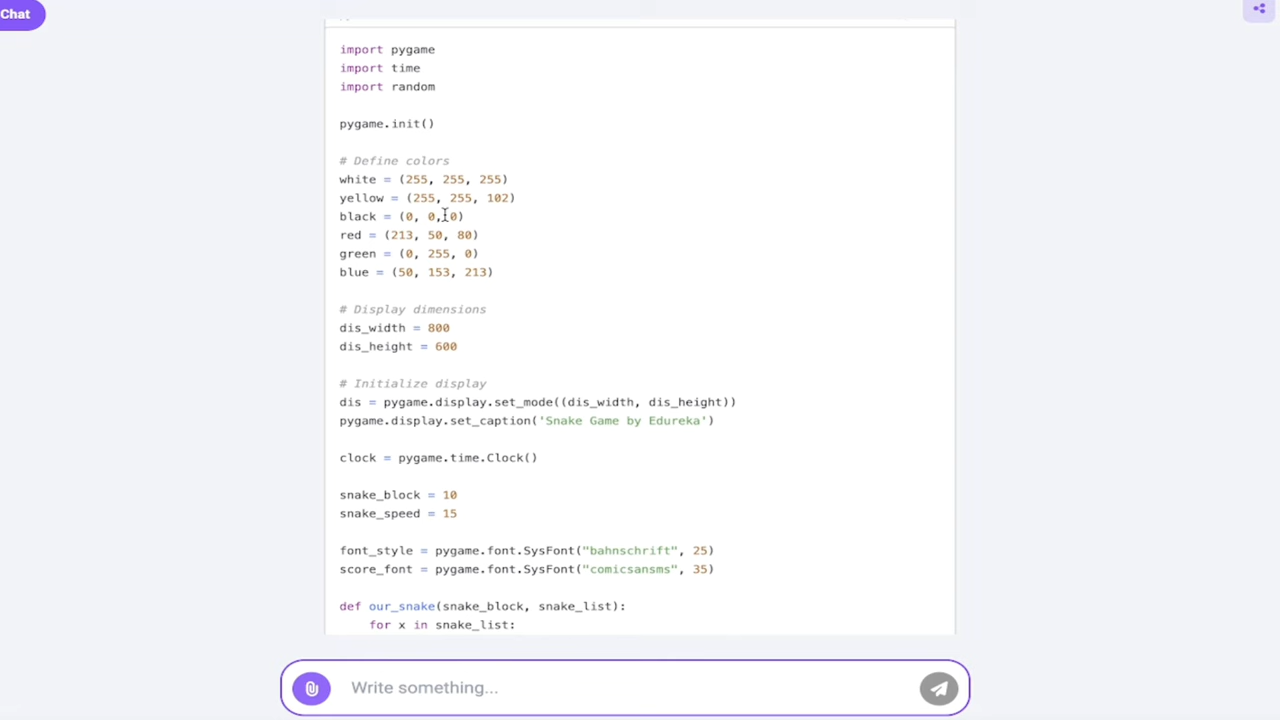 Chat
import pygame
import time
import random
pygame.init()
# Define colors
white = (255, 255, 255)
yellow = (255, 255, 102)
black = (0, 0, 0)
red = (213, 50, 80)
green = (0, 255, 0)
blue = (50, 153, 213)
# Display dimensions
dis_width = 800
dis_height = 600
# Initialize display
dis = pygame.display.set_mode((dis_width, dis_height))
pygame.display.set_caption('Snake Game by Edureka')
clock = pygame.time.Clock()
snake_block = 10
snake_speed = 15
font_style = pygame.font.SysFont("bahnschrift", 25)
score_font = pygame.font.SysFont("comicsansms", 35)
def our_snake(snake_block, snake_list):
    for x in snake_list:
Write something...